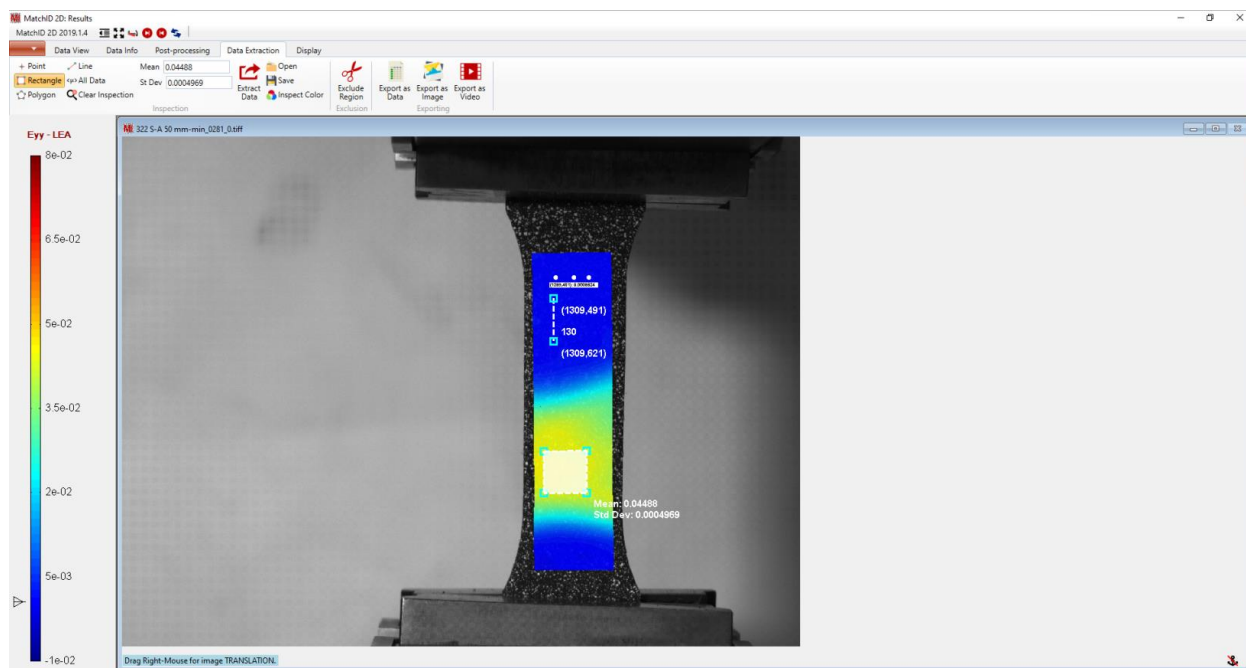 MatchID 2D: Results
MatchID 2D 2019.1.4
Data View Data Info Post-processing Data Extraction Display
Point Line Mean 0.04488 Open
Rectangle All Data St Dev 0.0004969 Save
Polygon Clear Inspection Inspect Color
Extract Data
Exclude Region
Export as Data
Export as Image
Export as Video
Inspection Exclusion Exporting
322 S-A 50 mm-min_0281_0.tiff
Eyy - LEA
8e-02
6.5e-02
5e-02
3.5e-02
2e-02
5e-03
-1e-02
(1309,491)
130
(1309,621)
Mean: 0.04488
Std Dev: 0.0004969
Drag Right-Mouse for image TRANSLATION.